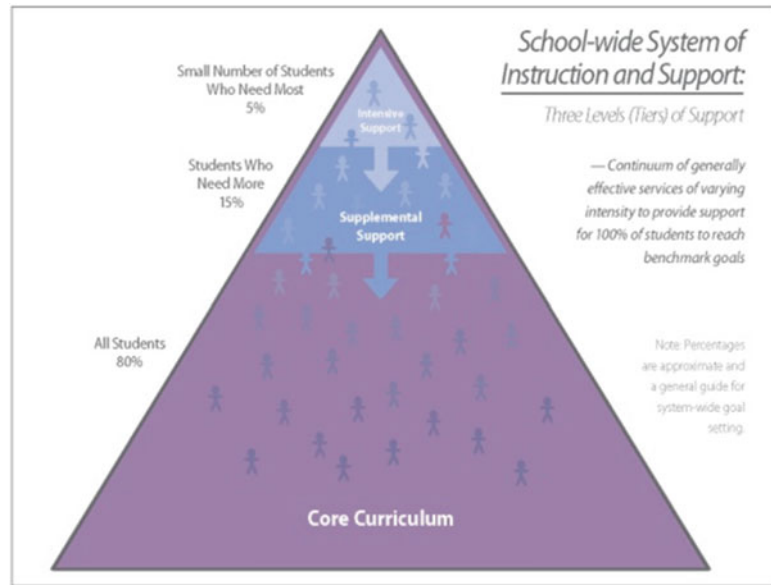 School-wide System of
Instruction and Support:
Three Levels (Tiers) of Support
— Continuum of generally
effective services of varying
intensity to provide support
for 100% of students to reach
benchmark goals
Note: Percentages
are approximate and
a general guide for
system-wide goal
setting.
Small Number of Students
Who Need Most
5%
Intensive
Support
Students Who
Need More
15%
Supplemental
Support
All Students
80%
Core Curriculum